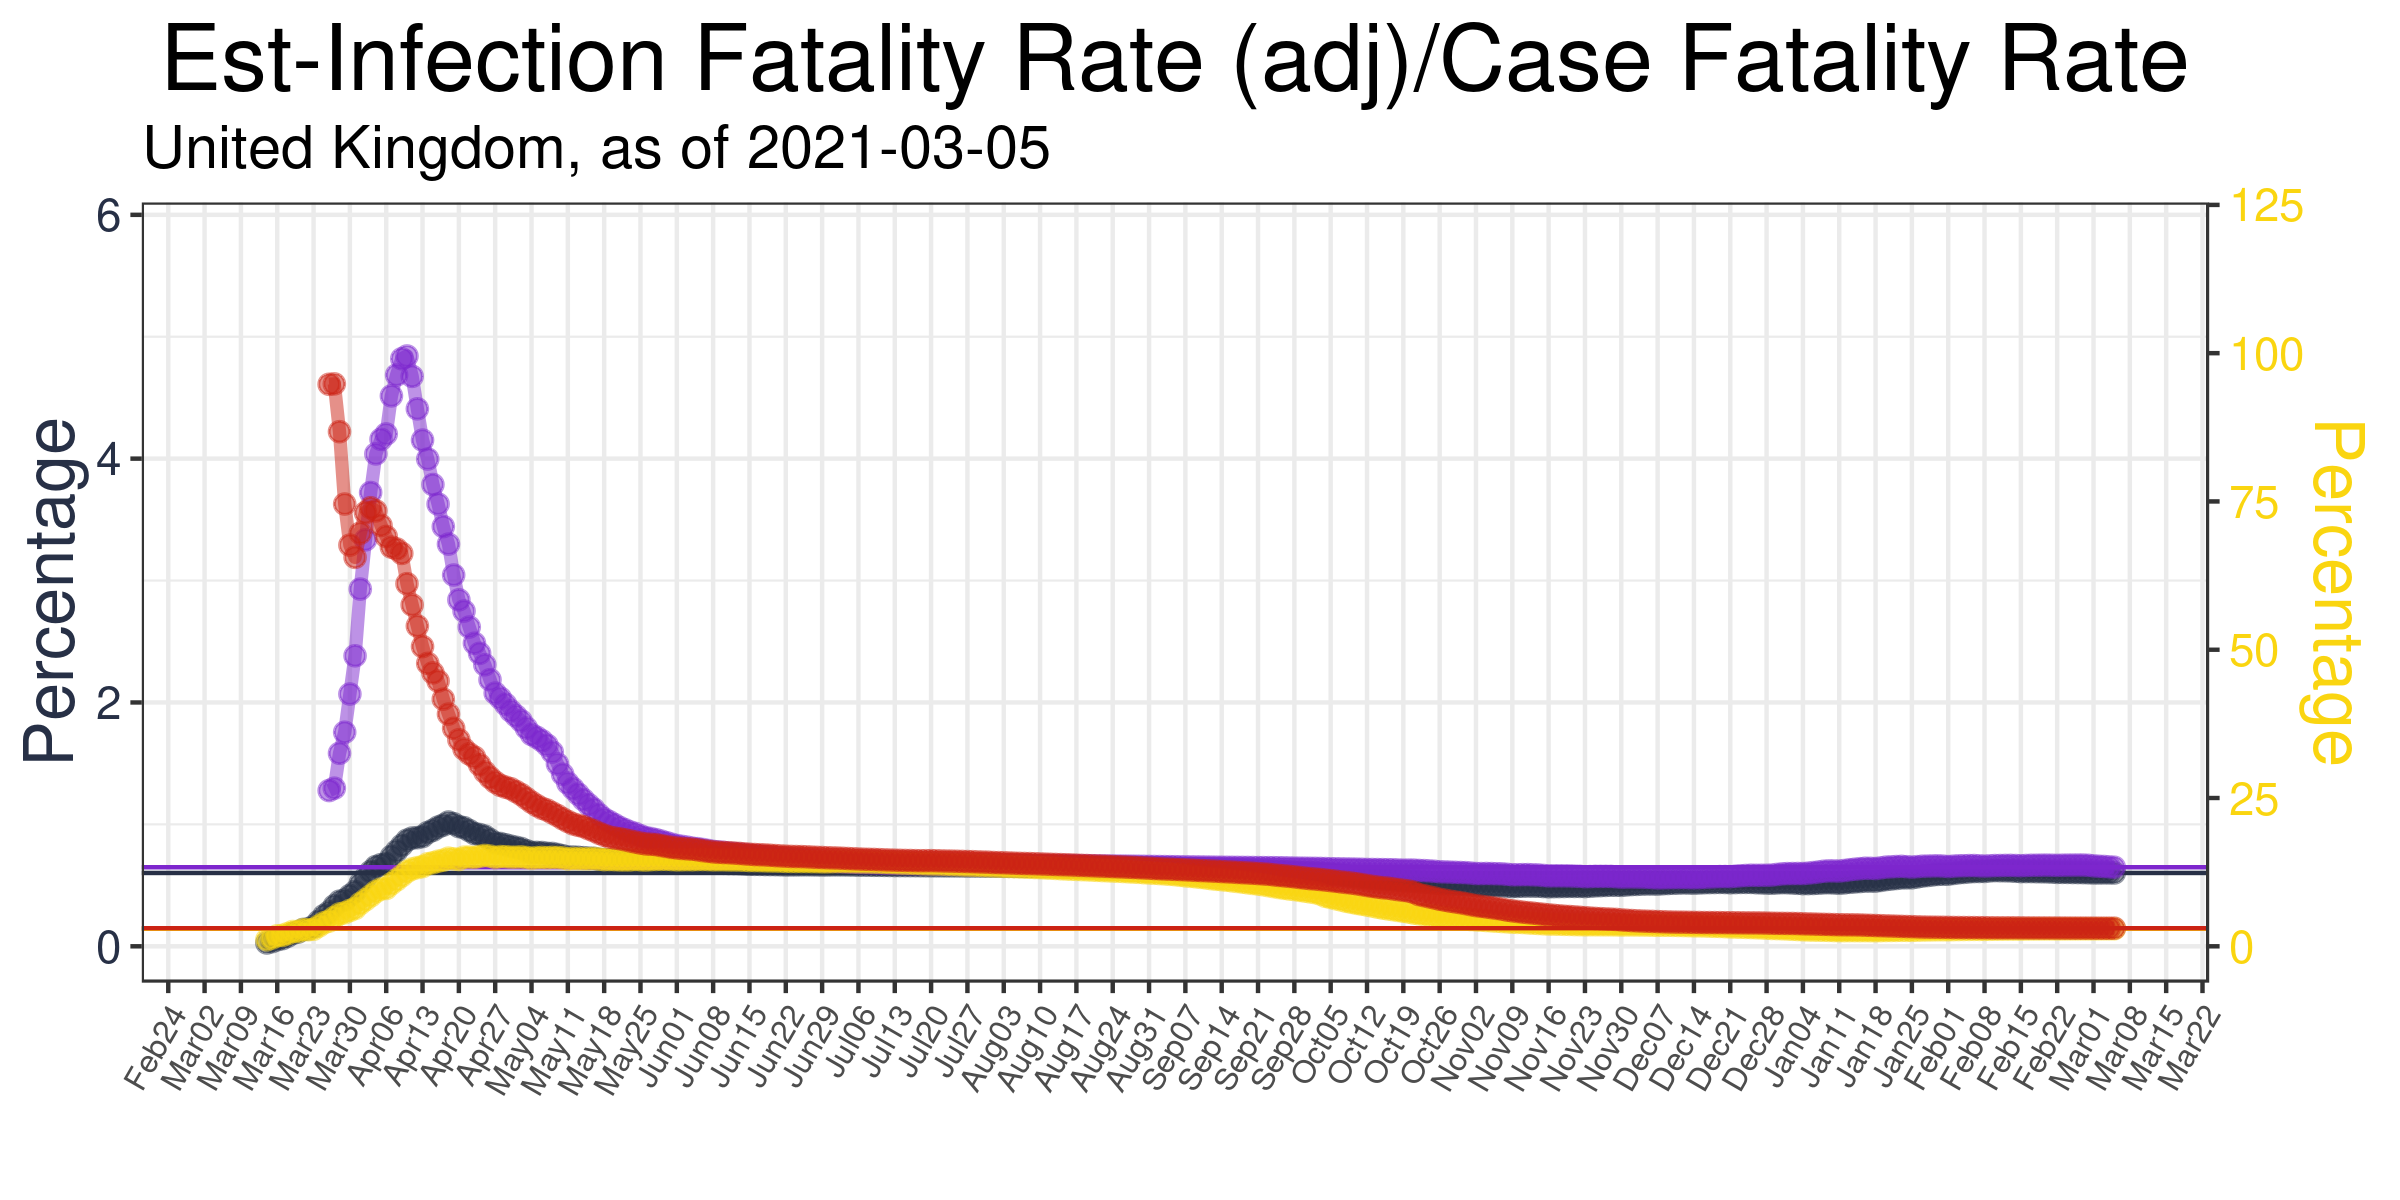 Est-Infection Fatality Rate (adj)/Case Fatality Rate
United Kingdom, as of 2021-03-05
Percentage
6
4
2
0
125
100
75
50
25
0
Percentage
Feb24
Mar02
Mar09
Mar16
Mar23
Mar30
Apr06
Apr13
Apr20
Apr27
May04
May11
May18
May25
Jun01
Jun08
Jun15
Jun22
Jun29
Jul06
Jul13
Jul20
Jul27
Aug03
Aug10
Aug17
Aug24
Aug31
Sep07
Sep14
Sep21
Sep28
Oct05
Oct12
Oct19
Oct26
Nov02
Nov09
Nov16
Nov23
Nov30
Dec07
Dec14
Dec21
Dec28
Dec04
Jan11
Jan18
Jan25
Feb01
Feb08
Feb15
Feb22
Mar01
Mar08
Mar15
Mar22